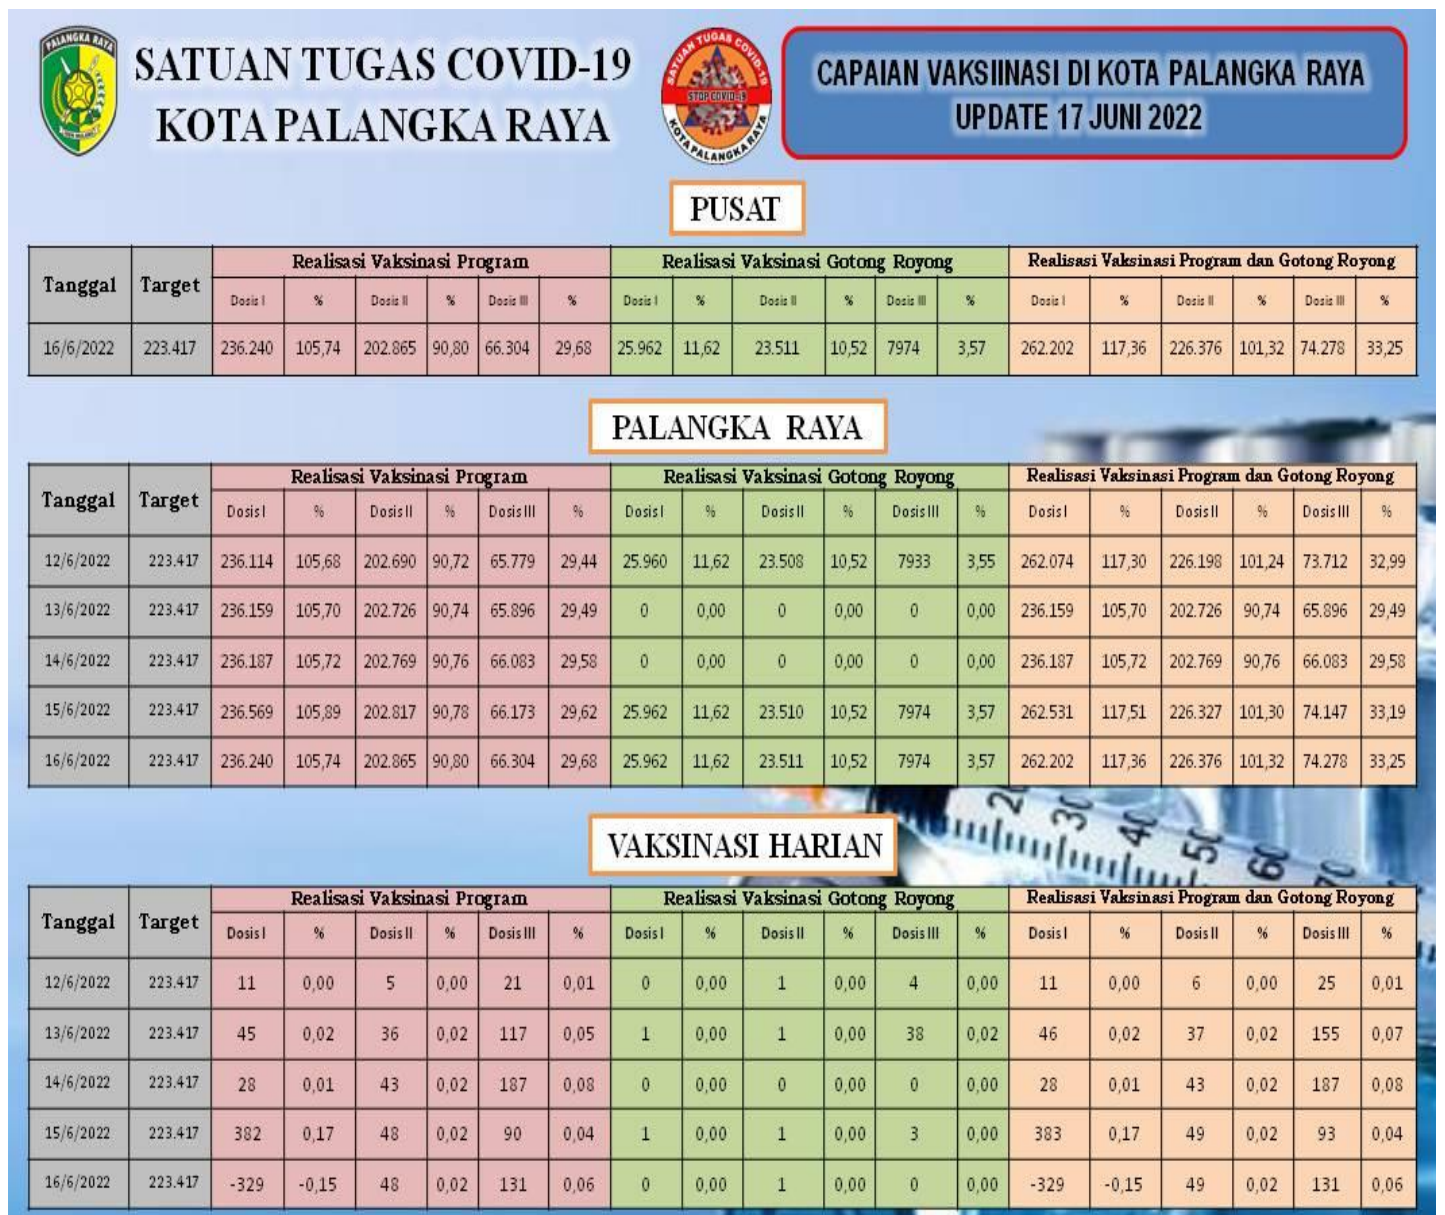 PALANGKA RAYA
SATUAN TUGAS COVID-19
KOTA PALANGKA RAYA
SATUAN TUGAS COVID-19
STOP COVID-19
KOTA PALANGKA RAYA
CAPAIAN VAKSIINASI DI KOTA PALANGKA RAYA
UPDATE 17 JUNI 2022
PUSAT
Tanggal Target Realisasi Vaksinasi Program Realisasi Vaksinasi Gotong Royong Realisasi Vaksinasi Program dan Gotong Royong
Dosis I % Dosis II % Dosis III % Dosis I % Dosis II % Dosis III % Dosis I % Dosis II % Dosis III %
16/6/2022 223.417 236.240 105,74 202.865 90,80 66.304 29,68 25.962 11,62 23.511 10,52 7974 3,57 262.202 117,36 226.376 101,32 74.278 33,25
PALANGKA RAYA
Tanggal Target Realisasi Vaksinasi Program Realisasi Vaksinasi Gotong Royong Realisasi Vaksinasi Program dan Gotong Royong
Dosis I % Dosis II % Dosis III % Dosis I % Dosis II % Dosis III % Dosis I % Dosis II % Dosis III %
12/6/2022 223.417 236.114 105,68 202.690 90,72 65.779 29,44 25.960 11,62 23.508 10,52 7933 3,55 262.074 117,30 226.198 101,24 73.712 32,99
13/6/2022 223.417 236.159 105,70 202.726 90,74 65.896 29,49 0 0,00 0 0,00 0 0,00 236.159 105,70 202.726 90,74 65.896 29,49
14/6/2022 223.417 236.187 105,72 202.769 90,76 66.083 29,58 0 0,00 0 0,00 0 0,00 236.187 105,72 202.769 90,76 66.083 29,58
15/6/2022 223.417 236.569 105,89 202.817 90,78 66.173 29,62 25.962 11,62 23.510 10,52 7974 3,57 262.531 117,51 226.327 101,30 74.147 33,19
16/6/2022 223.417 236.240 105,74 202.865 90,80 66.304 29,68 25.962 11,62 23.511 10,52 7974 3,57 262.202 117,36 226.376 101,32 74.278 33,25
20 30 40 50 60 70
VAKSINASI HARIAN
Tanggal Target Realisasi Vaksinasi Program Realisasi Vaksinasi Gotong Royong Realisasi Vaksinasi Program dan Gotong Royong
Dosis I % Dosis II % Dosis III % Dosis I % Dosis II % Dosis III % Dosis I % Dosis II % Dosis III %
12/6/2022 223.417 11 0,00 5 0,00 21 0,01 0 0,00 1 0,00 4 0,00 11 0,00 6 0,00 25 0,01
13/6/2022 223.417 45 0,02 36 0,02 117 0,05 1 0,00 1 0,00 38 0,02 46 0,02 37 0,02 155 0,07
14/6/2022 223.417 28 0,01 43 0,02 187 0,08 0 0,00 0 0,00 0 0,00 28 0,01 43 0,02 187 0,08
15/6/2022 223.417 382 0,17 48 0,02 90 0,04 1 0,00 1 0,00 3 0,00 383 0,17 49 0,02 93 0,04
16/6/2022 223.417 -329 -0,15 48 0,02 131 0,06 0 0,00 1 0,00 0 0,00 -329 -0,15 49 0,02 131 0,06